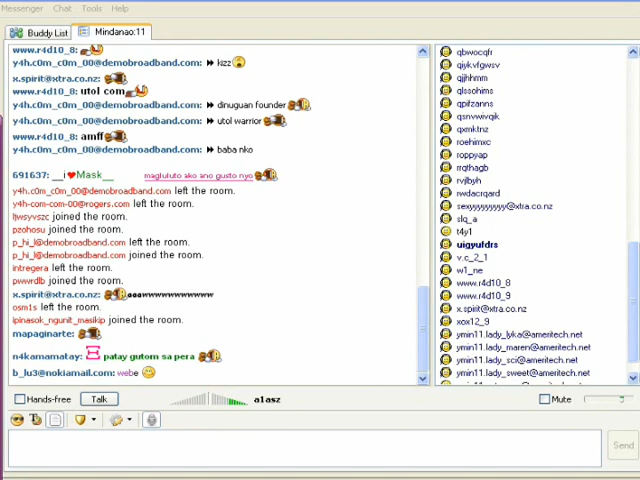 Messenger Chat Tools Help
Buddy List Mindanao:11
www.r4d10_8:
y4h.c0m_c0m_00@demobroadband.com: kizz
x.spirit@xtra.co.nz:
www.r4d10_8: utol com
y4h.c0m_c0m_00@demobroadband.com: dinuguan founder
y4h.c0m_c0m_00@demobroadband.com: utol warrior
www.r4d10_8: amff
y4h.c0m_c0m_00@demobroadband.com: baba nko
691637: __i♥Mask__ magluluto ako ano gusto nyo
y4h.c0m_c0m_00@demobroadband.com left the room.
y4h-com-com-00@rogers.com left the room.
ljwsyvszc joined the room.
pzohosu joined the room.
p_hi_l@demobroadband.com left the room.
p_hi_l@demobroadband.com joined the room.
intregera left the room.
pwwrdlb joined the room.
x.spirit@xtra.co.nz: aaawwwwwwwwwww
osm1s left the room.
ipinasok_ngunit_masikip joined the room.
mapaginarte:
n4kamamatay: patay gutom sa pera
b_lu3@nokiamail.com: webe
qbwocqfr
qiykvfgwsv
qjjhhmm
qlssohims
qpifzanns
qsnvwivqik
qxmktnz
roehimxc
roppyap
rrqthagb
rvjlbyh
rwdacqrard
sexyyyyyyyyy@xtra.co.nz
slq_a
t4y1
uigyufdrs
v.c_2_1
w1_ne
www.r4d10_8
www.r4d10_9
x.spirit@xtra.co.nz
xox12_9
ymin11.lady_lyka@ameritech.net
ymin11.lady_maren@ameritech.net
ymin11.lady_sci@ameritech.net
ymin11.lady_sweet@ameritech.net
Hands-free Talk a1asz Mute
Send